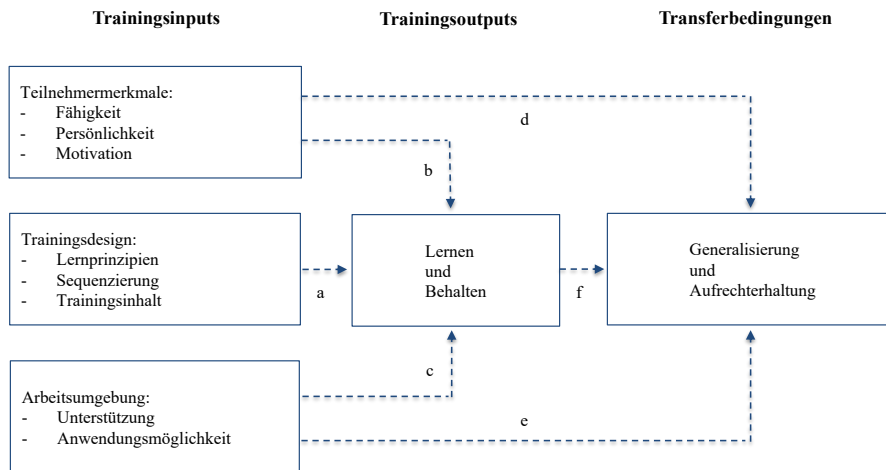 Trainingsinputs
Trainingsoutputs
Transferbedingungen
Teilnehmermerkmale:
- Fähigkeit
- Persönlichkeit
- Motivation
d
b
Trainingsdesign:
- Lernprinzipien
- Sequenzierung
- Trainingsinhalt
a
Lernen
und
Behalten
f
Generalisierung
und
Aufrechterhaltung
c
Arbeitsumgebung:
- Unterstützung
- Anwendungsmöglichkeit
e